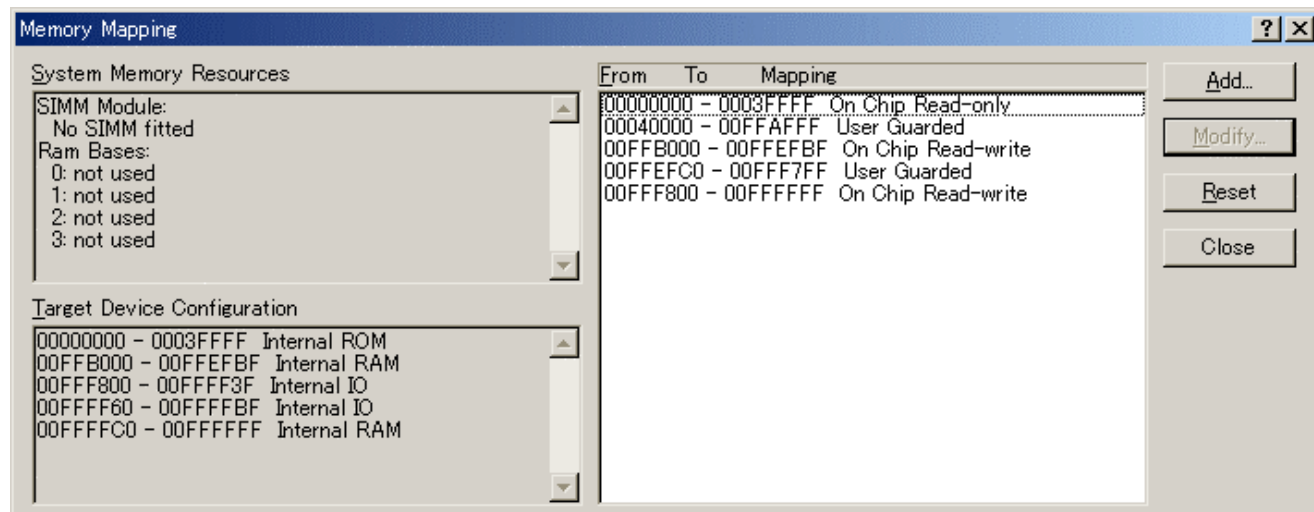 Memory Mapping
System Memory Resources
SIMM Module:
No SIMM fitted
Ram Bases:
0: not used
1: not used
2: not used
3: not used
Target Device Configuration
00000000 - 0003FFFF Internal ROM
00FFB000 - 00FFEFBF Internal RAM
00FFF800 - 00FFFF3F Internal IO
00FFFF60 - 00FFFFBF Internal IO
00FFFFC0 - 00FFFFFF Internal RAM
From To Mapping
00000000 - 0003FFFF On Chip Read-only
00040000 - 00FFAFFF User Guarded
00FFB000 - 00FFEFBF On Chip Read-write
00FFEFC0 - 00FFF7FF User Guarded
00FFF800 - 00FFFFFF On Chip Read-write
Add...
Modify...
Reset
Close